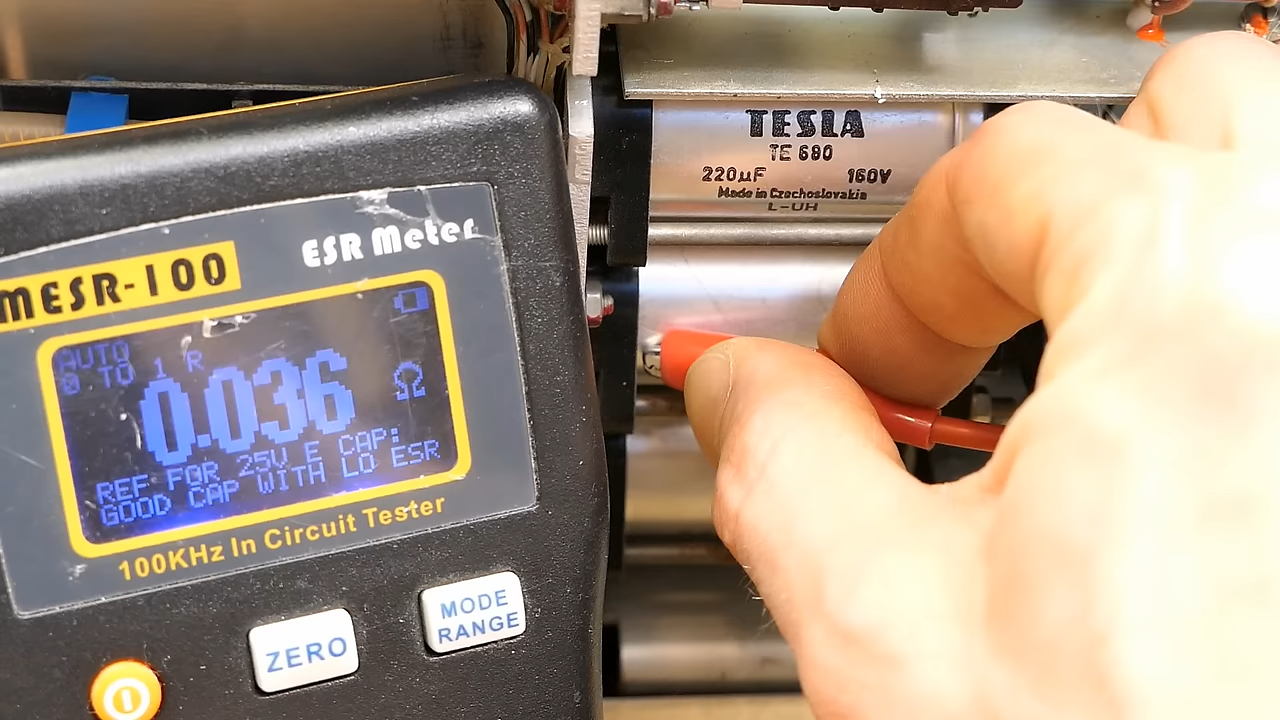 MESR-100
ESR Meter
AUTO
0 TO 1 R
0.036
Ω
REF FOR 25V E CAP:
GOOD CAP WITH LO ESR
100KHz In Circuit Tester
ZERO
MODE
RANGE
TESLA
TE 680
220µF 160V
Made in Czechoslovakia
L-UH